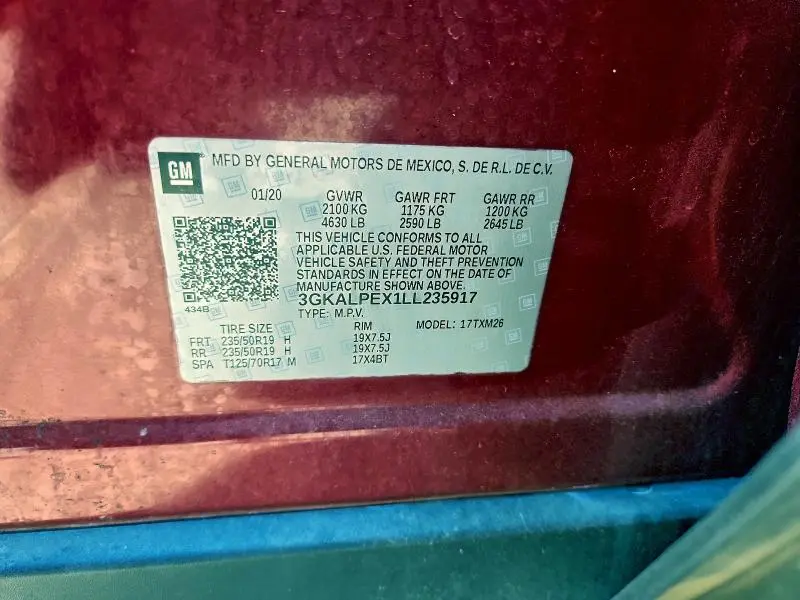 GM MFD BY GENERAL MOTORS DE MEXICO, S. DE R.L. DE C.V.
01/20 GVWR GAWR FRT GAWR RR
2100 KG 1175 KG 1200 KG
4630 LB 2590 LB 2645 LB
THIS VEHICLE CONFORMS TO ALL
APPLICABLE U.S. FEDERAL MOTOR
VEHICLE SAFETY AND THEFT PREVENTION
STANDARDS IN EFFECT ON THE DATE OF
MANUFACTURE SHOWN ABOVE.
434B 3GKALPEX1LL235917
TYPE: M.P.V.
TIRE SIZE RIM MODEL: 17TXM26
FRT 235/50R19 H 19X7.5J
RR 235/50R19 H 19X7.5J
SPA T125/70R17 M 17X4BT